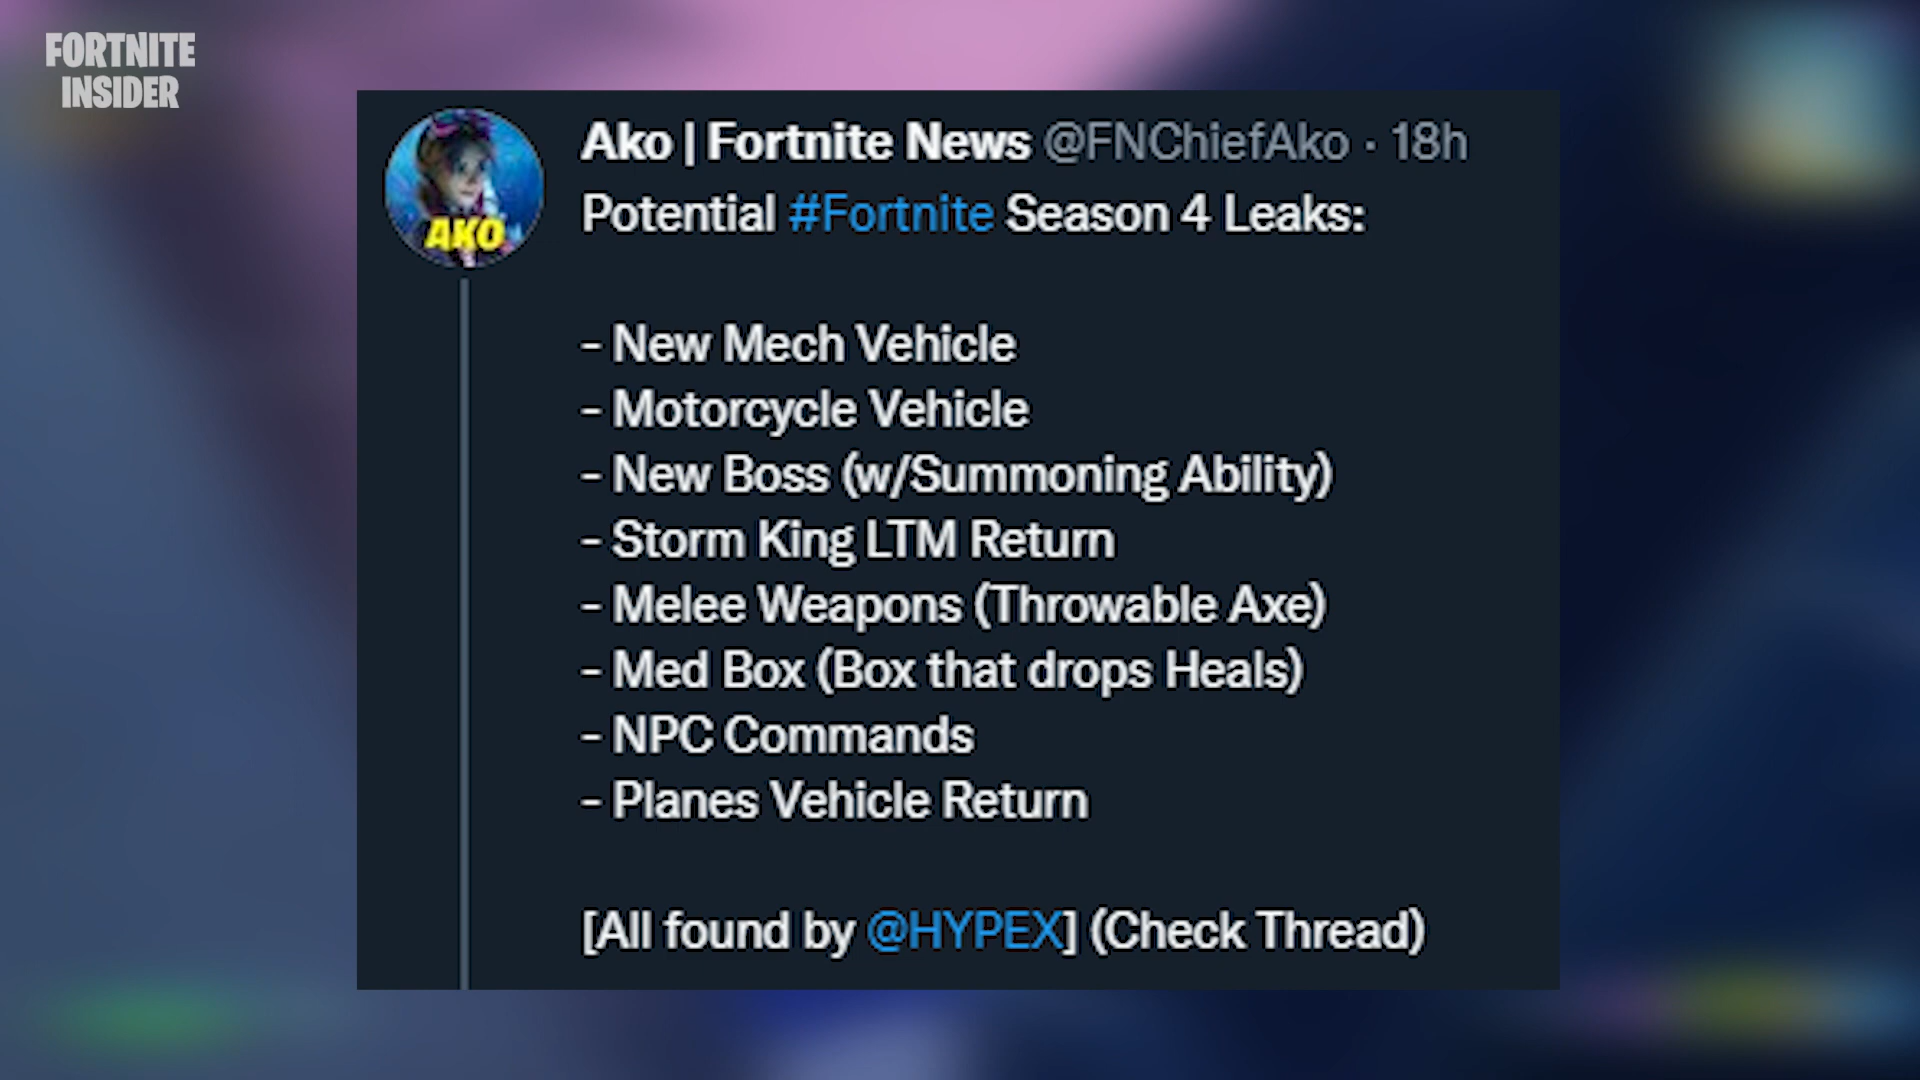 FORTNITE
INSIDER
Ako | Fortnite News @FNChiefAko · 18h
Potential #Fortnite Season 4 Leaks:
- New Mech Vehicle
- Motorcycle Vehicle
- New Boss (w/Summoning Ability)
- Storm King LTM Return
- Melee Weapons (Throwable Axe)
- Med Box (Box that drops Heals)
- NPC Commands
- Planes Vehicle Return
[All found by @HYPEX] (Check Thread)
AKO